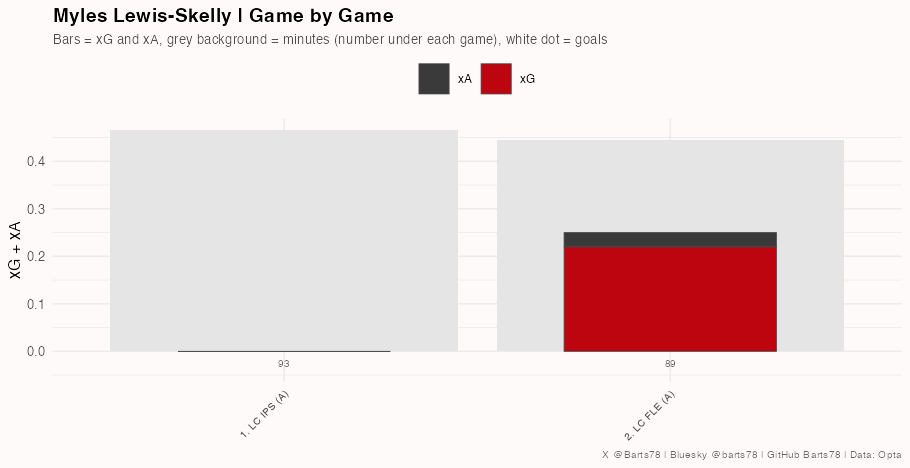 Myles Lewis-Skelly | Game by Game
Bars = xG and xA, grey background = minutes (number under each game), white dot = goals
xA
xG
xG + xA
0.4
0.3
0.2
0.1
0.0
93
89
1. LC IPS (A)
2. LC FLE (A)
X @Barts78 | Bluesky @barts78 | GitHub Barts78 | Data: Opta